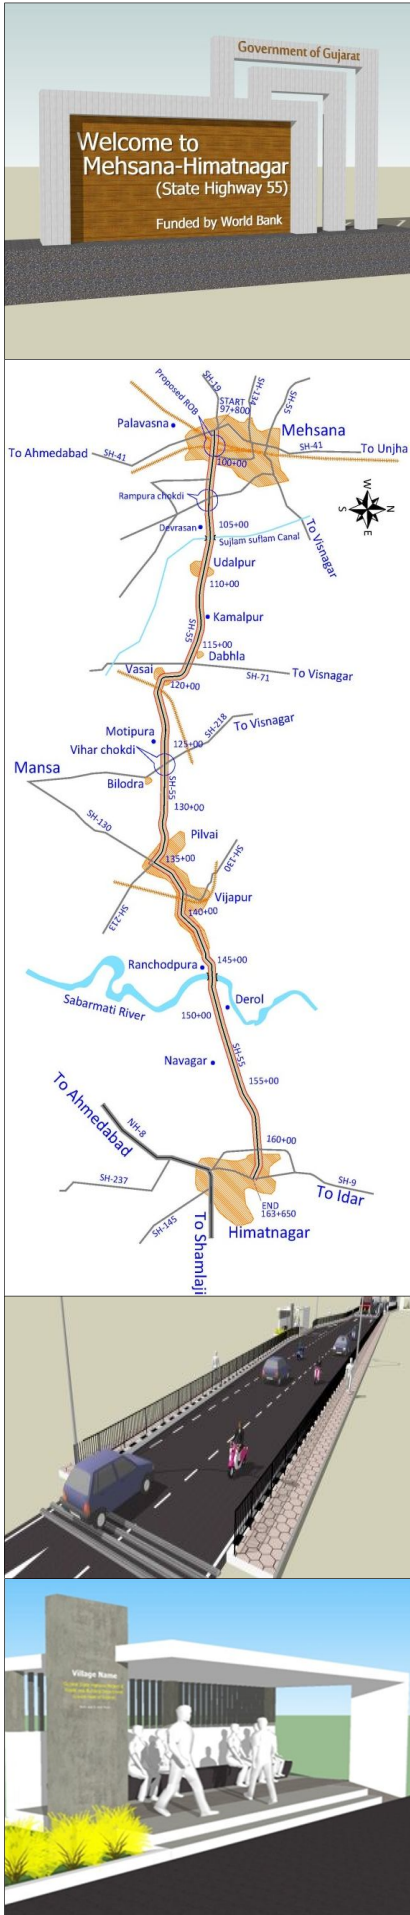 Government of Gujarat
Welcome to
Mehsana-Himatnagar
(State Highway 55)
Funded by World Bank
SH-19
SH-134
SH-55
Proposed ROB
START
97+800
Palavasna
Mehsana
To Ahmedabad
SH-41
SH-41
To Unjha
100+00
Rampura chokdi
N
W
S
E
Devrasan
105+00
Sujlam suflam Canal
To Visnagar
Udalpur
110+00
Kamalpur
SH-55
115+00
Dabhla
Vasai
SH-71
To Visnagar
120+00
SH-218
To Visnagar
Motipura
125+00
Vihar chokdi
Mansa
Bilodra
SH-55
130+00
SH-130
Pilvai
135+00
SH-130
Vijapur
SH-213
140+00
Ranchodpura
145+00
Sabarmati River
Derol
150+00
SH-55
Navagar
155+00
To Ahmedabad
NH-8
160+00
SH-237
SH-9
To Idar
END
163+650
SH-145
Himatnagar
To Shamlaji
Village Name